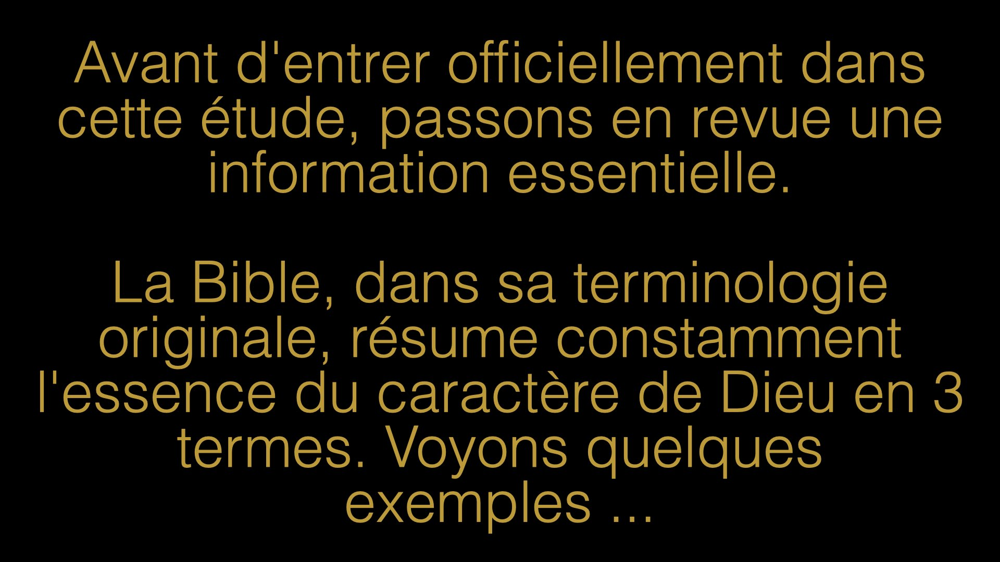 Avant d'entrer officiellement dans
cette étude, passons en revue une
information essentielle.
La Bible, dans sa terminologie
originale, résume constamment
l'essence du caractère de Dieu en 3
termes. Voyons quelques
exemples ...